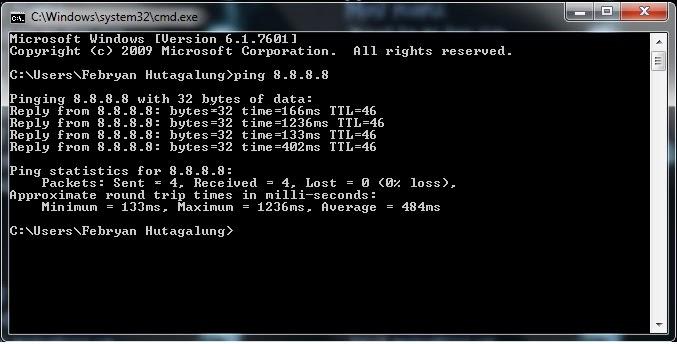 C:\Windows\system32\cmd.exe
Microsoft Windows [Version 6.1.7601]
Copyright (c) 2009 Microsoft Corporation.  All rights reserved.
C:\Users\Febryan Hutagalung>ping 8.8.8.8
Pinging 8.8.8.8 with 32 bytes of data:
Reply from 8.8.8.8: bytes=32 time=166ms TTL=46
Reply from 8.8.8.8: bytes=32 time=1236ms TTL=46
Reply from 8.8.8.8: bytes=32 time=133ms TTL=46
Reply from 8.8.8.8: bytes=32 time=402ms TTL=46
Ping statistics for 8.8.8.8:
    Packets: Sent = 4, Received = 4, Lost = 0 (0% loss),
Approximate round trip times in milli-seconds:
    Minimum = 133ms, Maximum = 1236ms, Average = 484ms
C:\Users\Febryan Hutagalung>